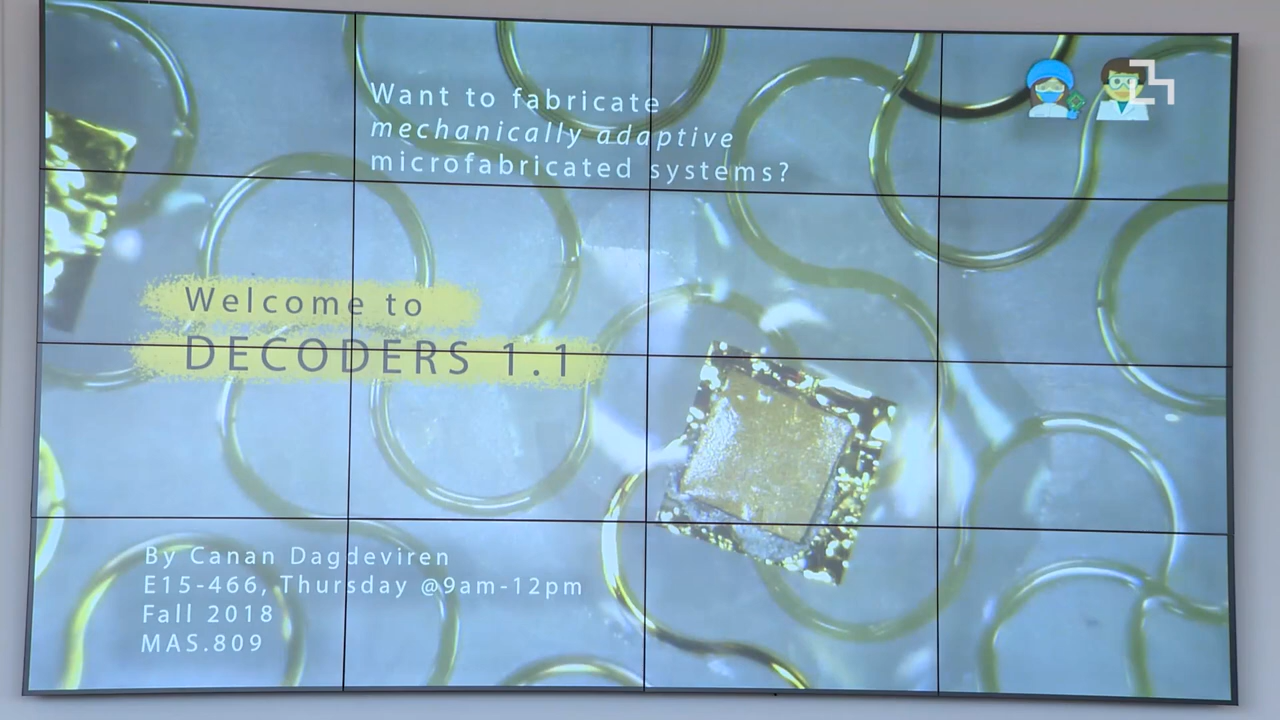 Want to fabricate
mechanically adaptive
microfabricated systems?
Welcome to
DECODERS 1.1
By Canan Dagdeviren
E15-466, Thursday @9am-12pm
Fall 2018
MAS.809